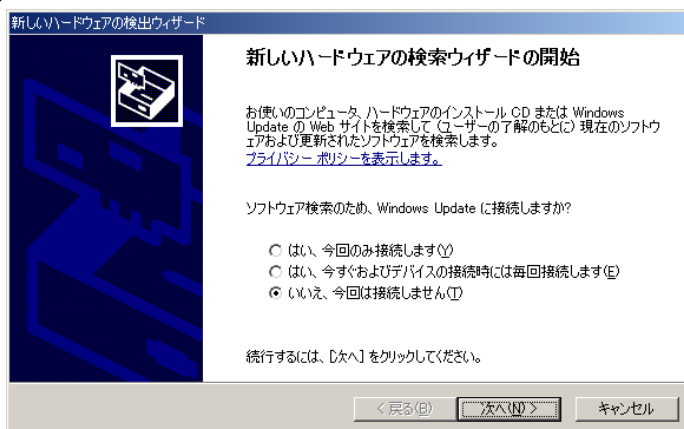 新しいハードウェアの検出ウィザード
新しいハードウェアの検索ウィザードの開始
お使いのコンピュータ、ハードウェアのインストール CD または Windows
Update の Web サイトを検索して (ユーザーの了解のもとに) 現在のソフトウ
ェアおよび更新されたソフトウェアを検索します。
プライバシー ポリシーを表示します。
ソフトウェア検索のため、Windows Update に接続しますか?
はい、今回のみ接続します(Y)
はい、今すぐおよびデバイスの接続時には毎回接続します(E)
いいえ、今回は接続しません(T)
続行するには、[次へ] をクリックしてください。
< 戻る(B) 次へ(N) > キャンセル